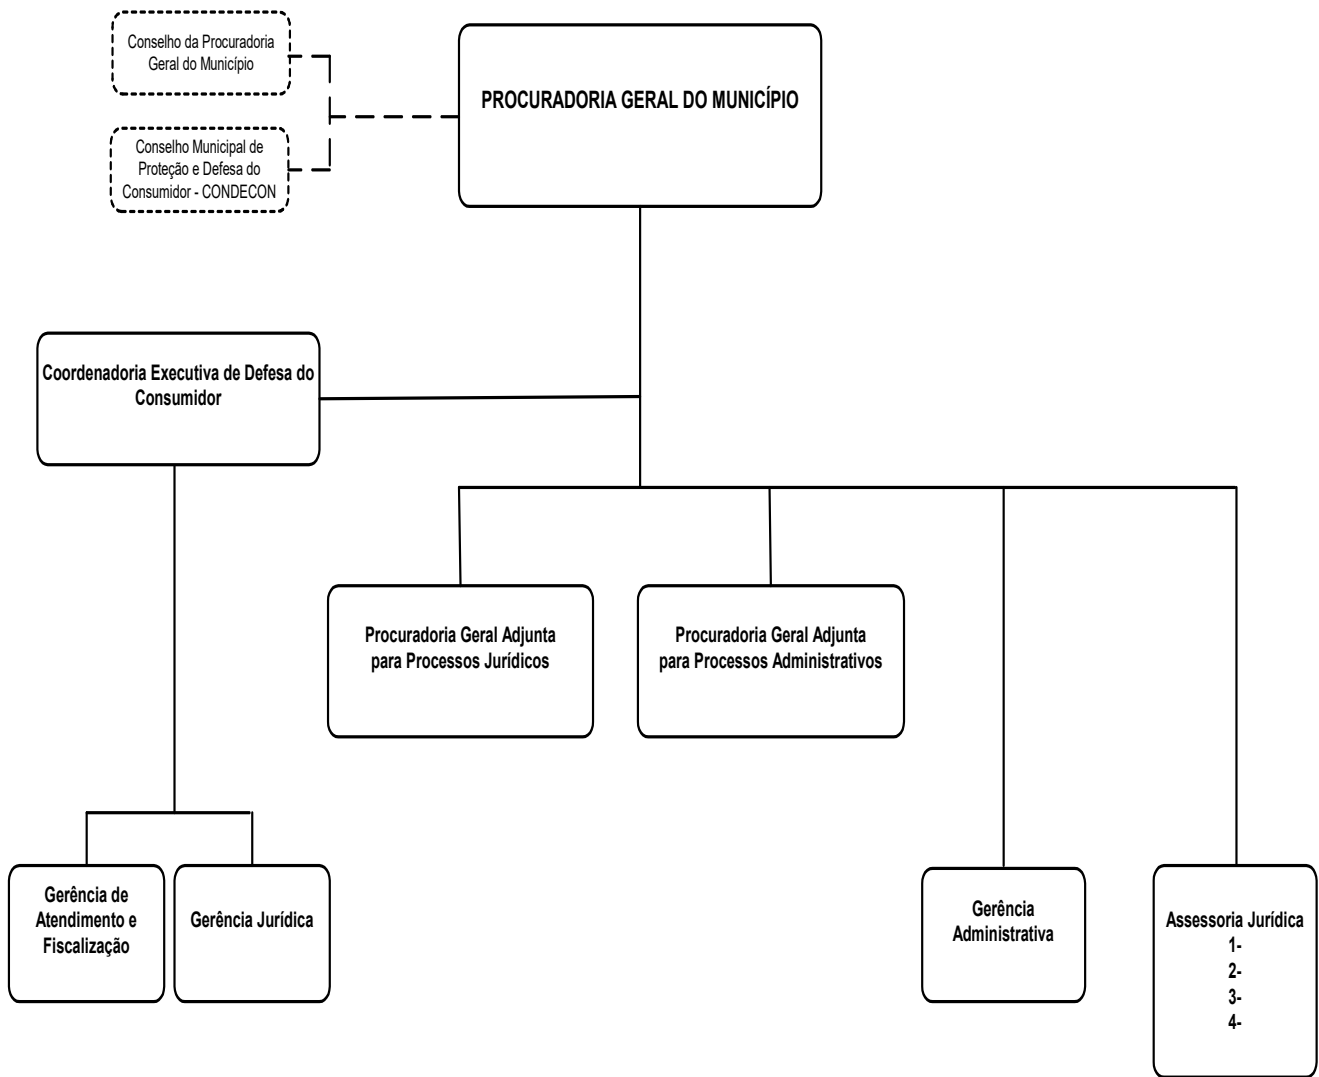 Conselho da Procuradoria
Geral do Município
PROCURADORIA GERAL DO MUNICÍPIO
Conselho Municipal de
Proteção e Defesa do
Consumidor - CONDECON
Coordenadoria Executiva de Defesa do
Consumidor
Procuradoria Geral Adjunta
para Processos Jurídicos
Procuradoria Geral Adjunta
para Processos Administrativos
Gerência de
Atendimento e
Fiscalização
Gerência Jurídica
Gerência
Administrativa
Assessoria Jurídica
1-
2-
3-
4-